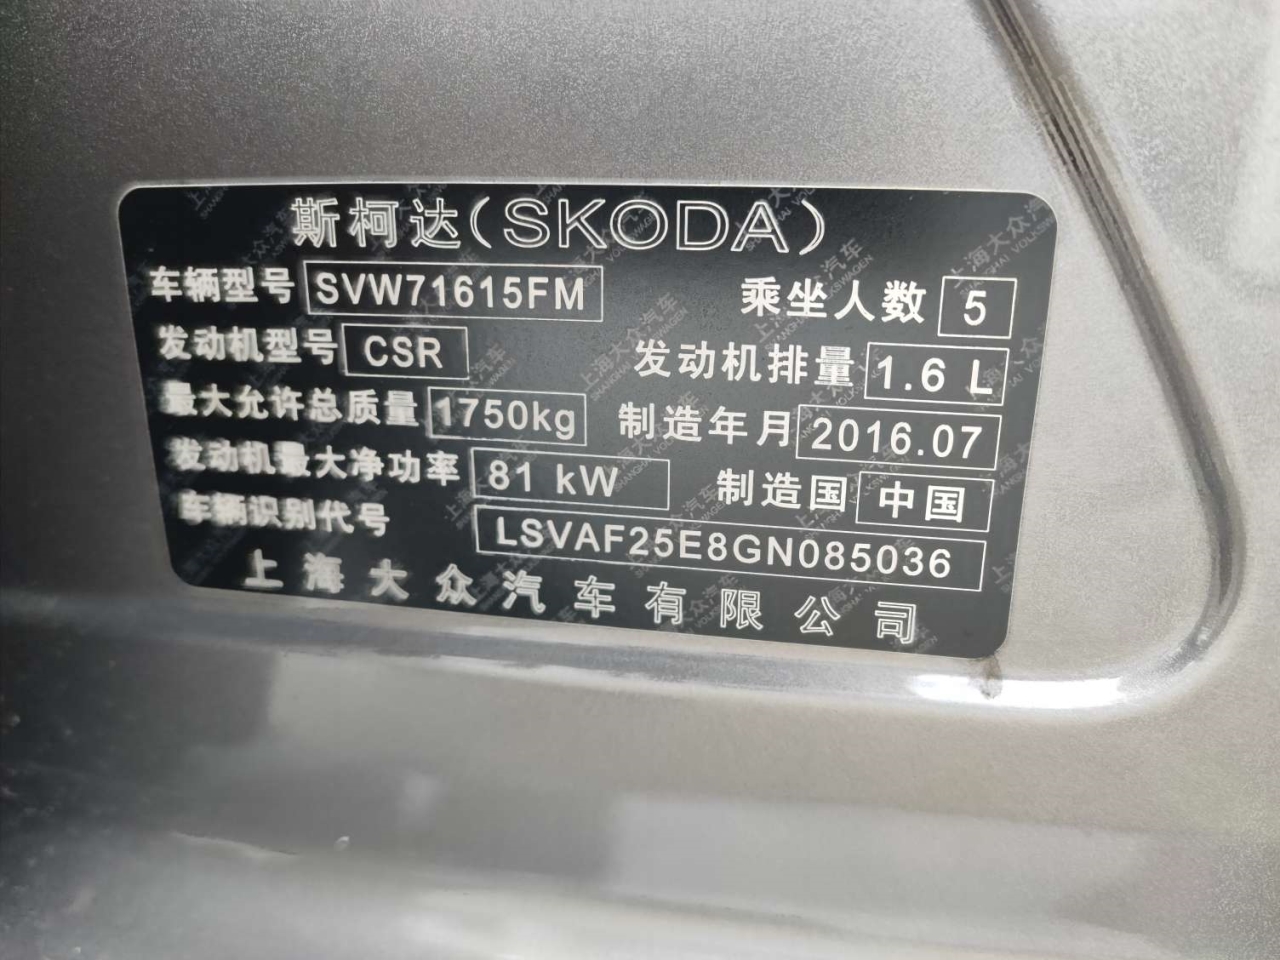 斯柯达(SKODA)
车辆型号 SVW71615FM 乘坐人数 5
发动机型号 CSR 发动机排量 1.6 L
最大允许总质量 1750kg 制造年月 2016.07
发动机最大净功率 81 kW 制造国 中国
车辆识别代号 LSVAF25E8GN085036
上海大众汽车有限公司